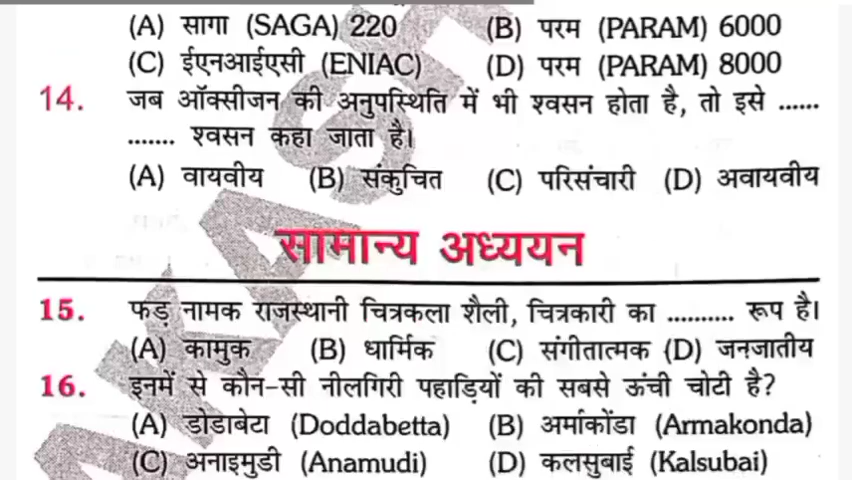 (A) सागा (SAGA) 220 (B) परम (PARAM) 6000
(C) ईएनआईएसी (ENIAC) (D) परम (PARAM) 8000
14. जब ऑक्सीजन की अनुपस्थिति में भी श्वसन होता है, तो इसे ......
....... श्वसन कहा जाता है।
(A) वायवीय (B) संकुचित (C) परिसंचारी (D) अवायवीय
सामान्य अध्ययन
15. फड़ नामक राजस्थानी चित्रकला शैली, चित्रकारी का .......... रूप है।
(A) कामुक (B) धार्मिक (C) संगीतात्मक (D) जनजातीय
16. इनमें से कौन-सी नीलगिरी पहाड़ियों की सबसे ऊंची चोटी है?
(A) डोडाबेटा (Doddabetta) (B) अर्माकोंडा (Armakonda)
(C) अनाइमुडी (Anamudi) (D) कलसुबाई (Kalsubai)